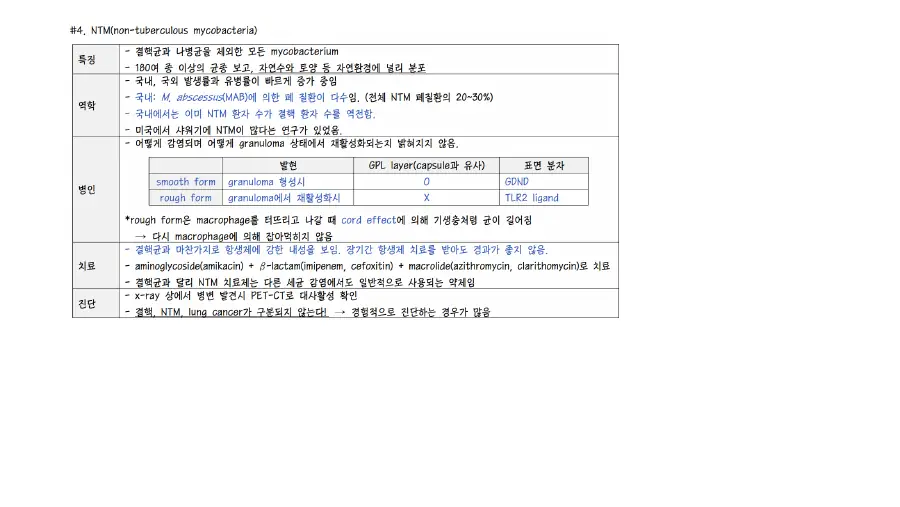 #4. NTM(non-tuberculous mycobacteria)
특징
- 결핵균과 나병균을 제외한 모든 mycobacterium
- 180여 종 이상의 균종 보고, 자연수와 토양 등 자연환경에 널리 분포
역학
- 국내, 국외 발생률과 유병률이 빠르게 증가 중임
- 국내: M. abscessus(MAB)에 의한 폐 질환이 다수임. (전체 NTM 폐질환의 20~30%)
- 국내에서는 이미 NTM 환자 수가 결핵 환자 수를 역전함.
- 미국에서 샤워기에 NTM이 많다는 연구가 있었음.
병인
- 어떻게 감염되며 어떻게 granuloma 상태에서 재활성화되는지 밝혀지지 않음.
발현 GPL layer(capsule과 유사) 표면 분자
smooth form granuloma 형성시 O GDND
rough form granuloma에서 재활성화시 X TLR2 ligand
*rough form은 macrophage를 터뜨리고 나갈 때 cord effect에 의해 기생충처럼 균이 길어짐
→ 다시 macrophage에 의해 잡아먹히지 않음
치료
- 결핵균과 마찬가지로 항생제에 강한 내성을 보임. 장기간 항생제 치료를 받아도 경과가 좋지 않음.
- aminoglycoside(amikacin) + β-lactam(imipenem, cefoxitin) + macrolide(azithromycin, clarithomycin)로 치료
- 결핵균과 달리 NTM 치료제는 다른 세균 감염에서도 일반적으로 사용되는 약제임
진단
- x-ray 상에서 병변 발견시 PET-CT로 대사활성 확인
- 결핵, NTM, lung cancer가 구분되지 않는다! → 경험적으로 진단하는 경우가 많음